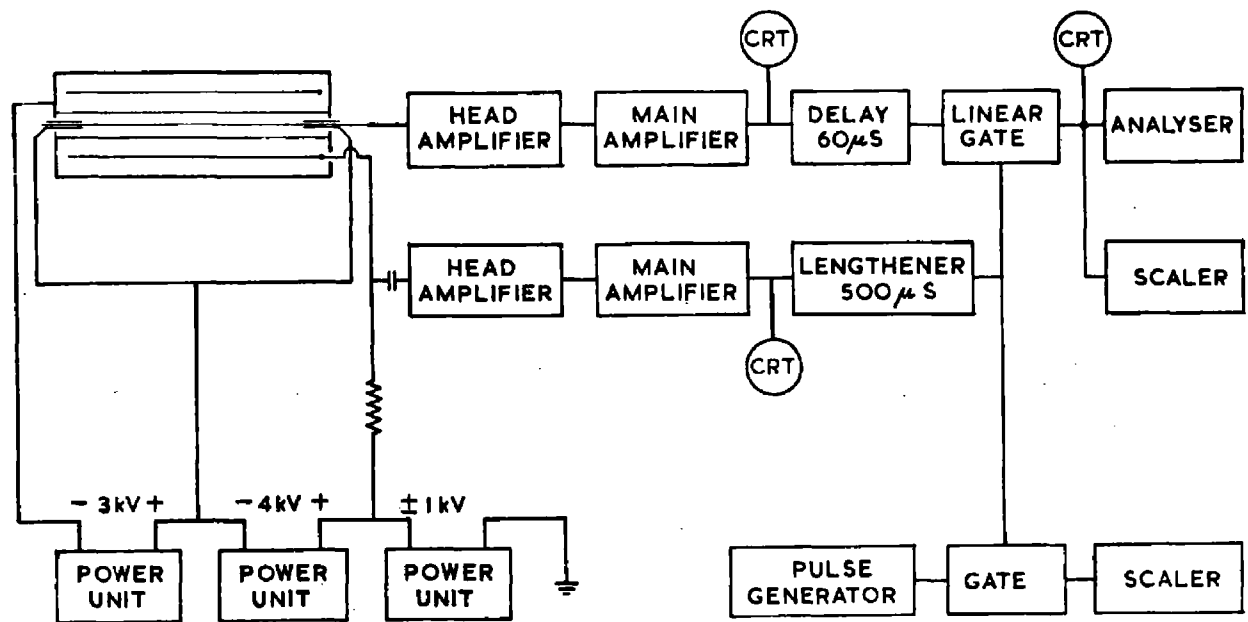 CRT
CRT
HEAD
AMPLIFIER
MAIN
AMPLIFIER
DELAY
60μS
LINEAR
GATE
ANALYSER
HEAD
AMPLIFIER
MAIN
AMPLIFIER
LENGTHENER
500μS
SCALER
CRT
- 3kV +
- 4kV +
± 1kV
POWER
UNIT
POWER
UNIT
POWER
UNIT
PULSE
GENERATOR
GATE
SCALER